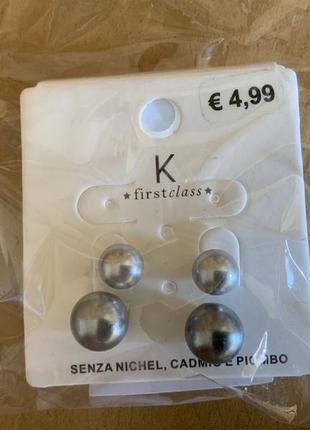 € 4,99
K
★firstclass★
SENZA NICHEL, CADMIO E PIOMBO